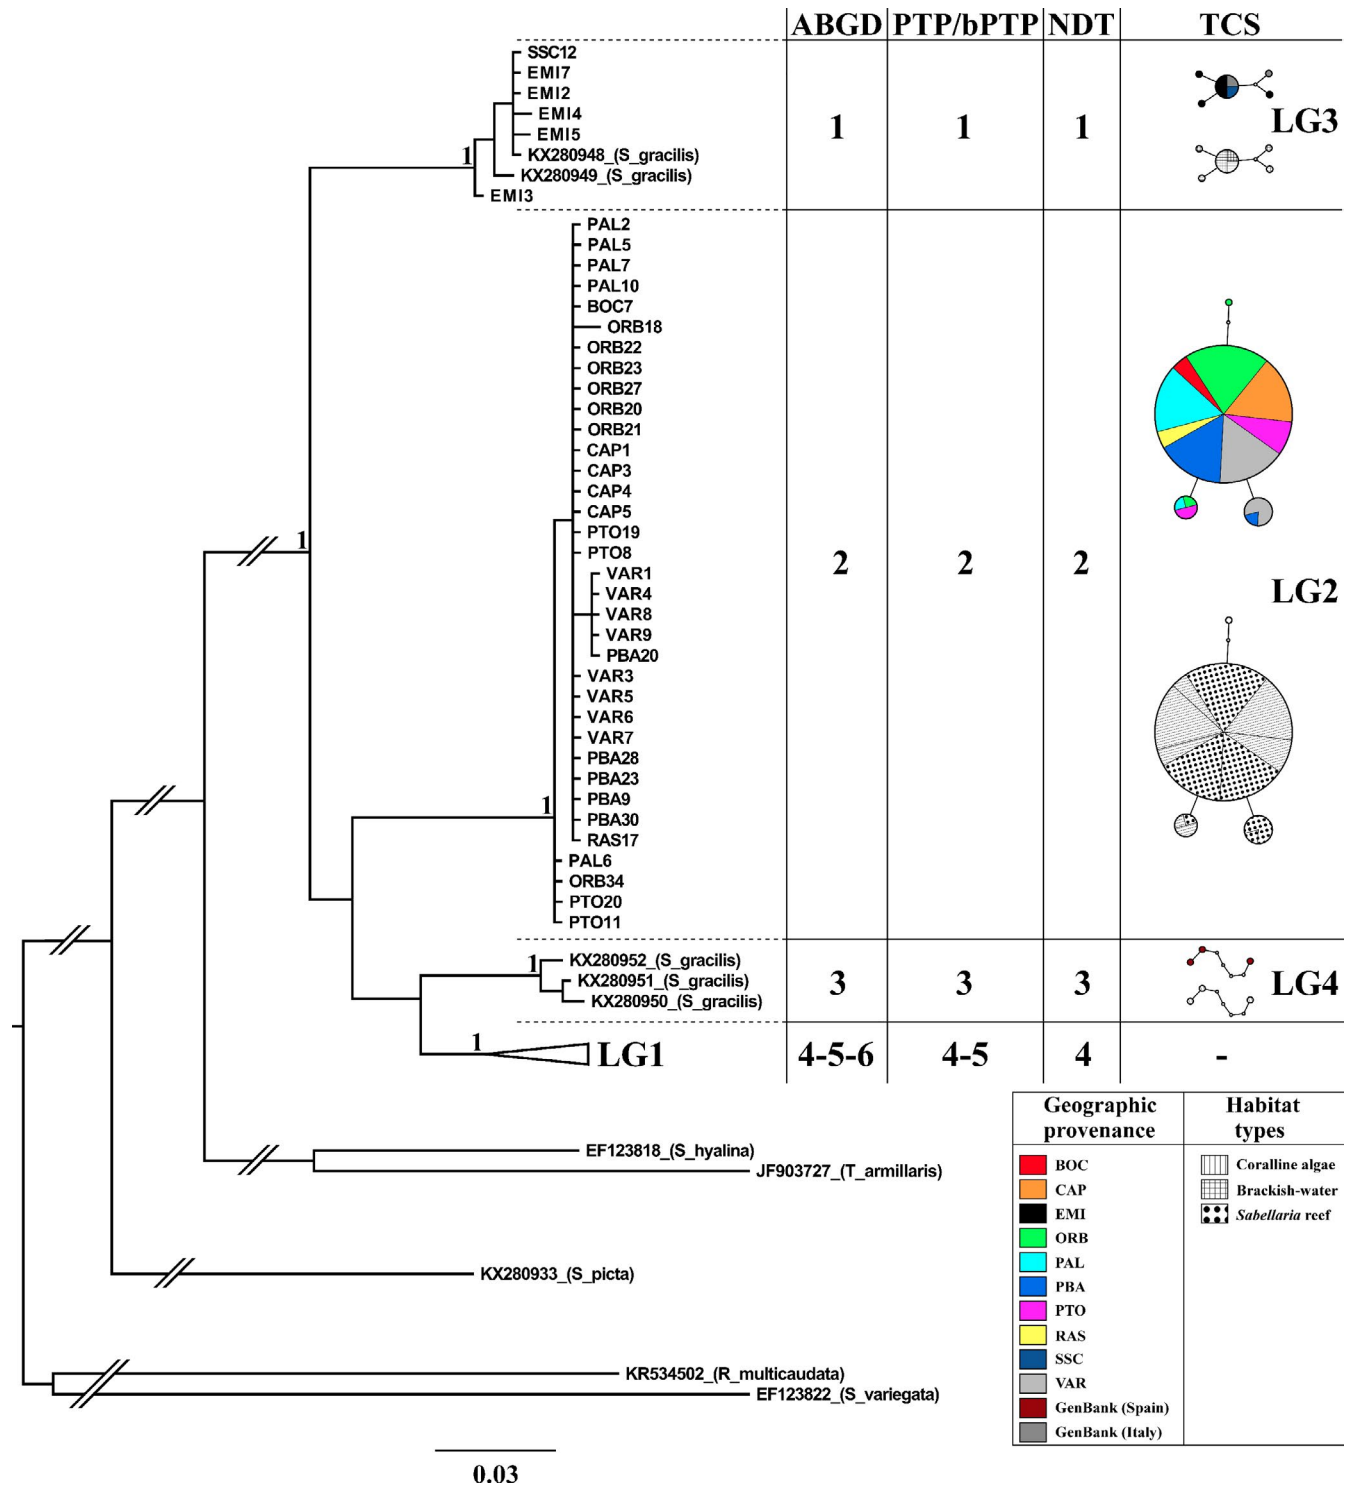 ABGD PTP/bPTP NDT TCS
SSC12
EMI7
EMI2
EMI4
EMI5
KX280948_(S_gracilis)
KX280949_(S_gracilis)
EMI3
1
1 1 1 LG3
PAL2
PAL5
PAL7
PAL10
BOC7
ORB18
ORB22
ORB23
ORB27
ORB20
ORB21
CAP1
CAP3
CAP4
CAP5
PTO19
PTO8
1
VAR1
VAR4
VAR8
VAR9
PBA20
VAR3
VAR5
VAR6
VAR7
PBA28
PBA23
PBA9
PBA30
RAS17
1
PAL6
ORB34
PTO20
PTO11
2 2 2 LG2
KX280952_(S_gracilis)
KX280951_(S_gracilis)
KX280950_(S_gracilis)
1
3 3 3 LG4
1 LG1 4-5-6 4-5 4 -
EF123818_(S_hyalina)
JF903727_(T_armillaris)
KX280933_(S_picta)
KR534502_(R_multicaudata)
EF123822_(S_variegata)
0.03
Geographic
provenance
BOC
CAP
EMI
ORB
PAL
PBA
PTO
RAS
SSC
VAR
GenBank (Spain)
GenBank (Italy)
Habitat
types
Coralline algae
Brackish-water
Sabellaria reef